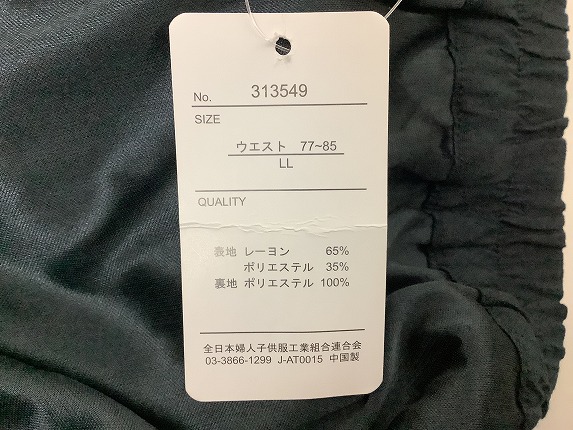 No. 313549
SIZE
ウエスト 77~85
LL
QUALITY
表地 レーヨン 65%
ポリエステル 35%
裏地 ポリエステル 100%
全日本婦人子供服工業組合連合会
03-3866-1299 J-AT0015 中国製